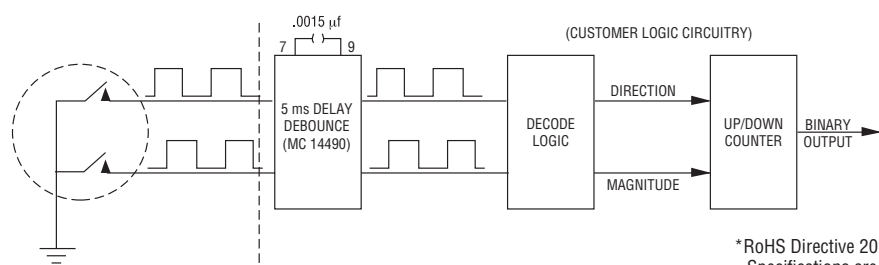 .0015 µf
7 9
(CUSTOMER LOGIC CIRCUITRY)
5 ms DELAY
DEBOUNCE
(MC 14490)
DECODE
LOGIC
DIRECTION
MAGNITUDE
UP/DOWN
COUNTER
BINARY
OUTPUT
*RoHS Directive 20